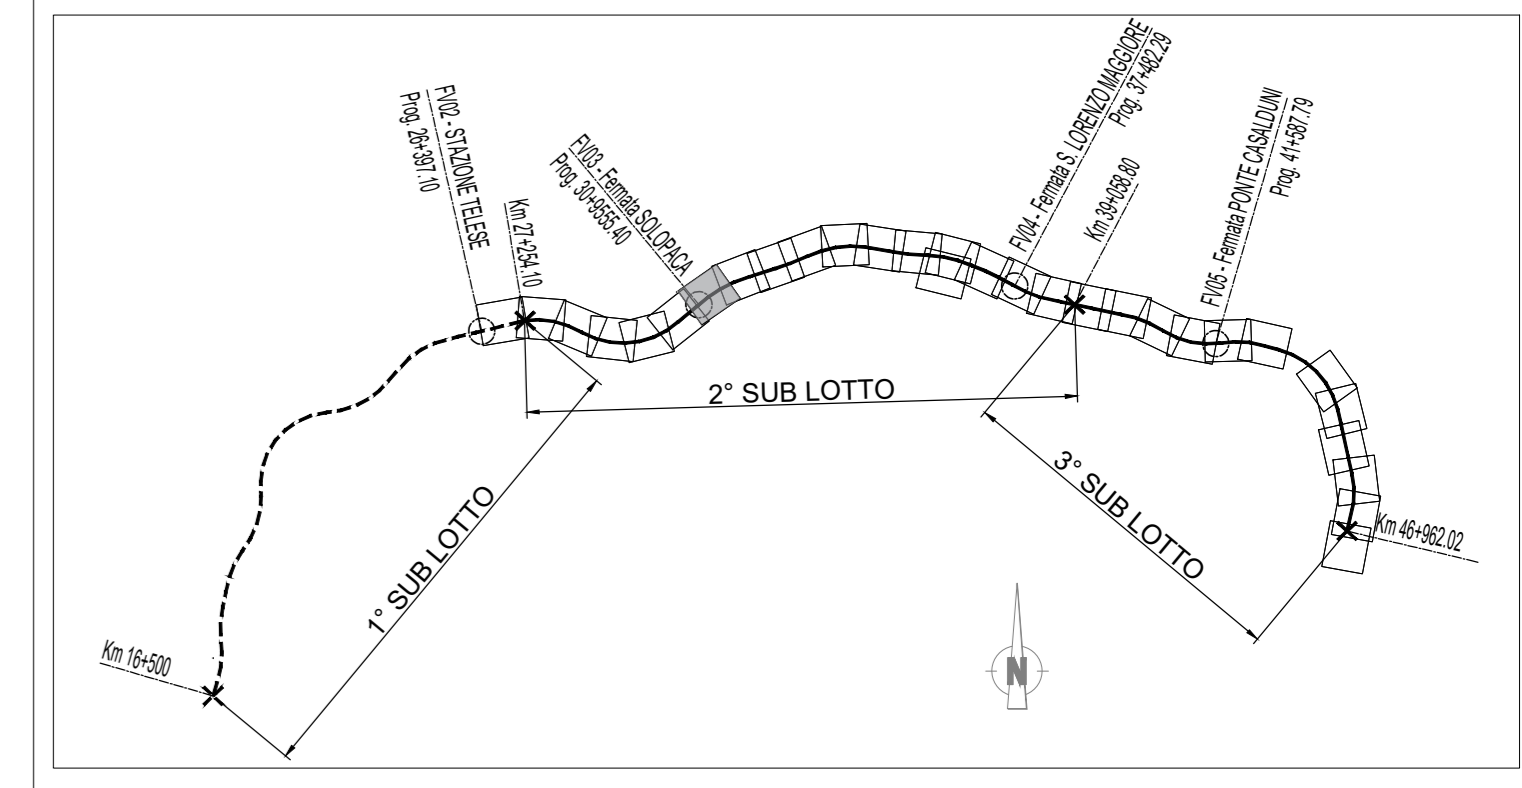 FV02 - STAZIONE TELESE
Prog. 26+397.10
Km 27+254.10
FV03 - Fermata SOLOPACA
Prog. 30+9555.40
FV04 - Fermata S. LORENZO MAGGIORE
Prog. 37+482.29
Km 39+058.80
FV05 - Fermata PONTE CASALDUNI
Prog. 41+587.79
2° SUB LOTTO
3° SUB LOTTO
1° SUB LOTTO
Km 46+962.02
Km 16+500
N